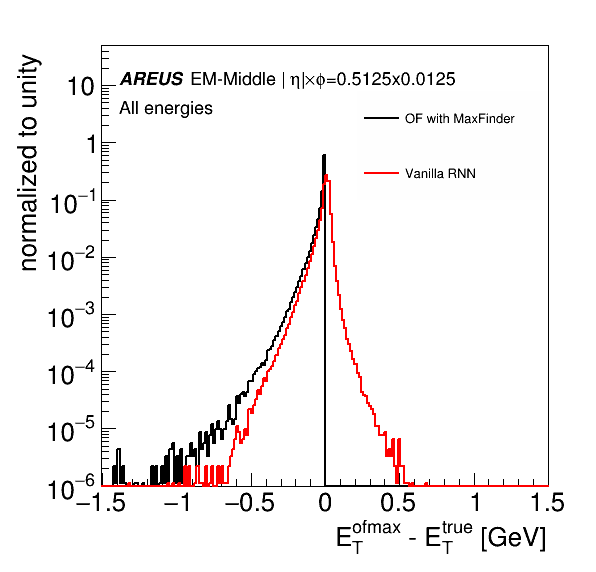 AREUS EM-Middle | η|×ϕ=0.5125x0.0125
All energies
OF with MaxFinder
Vanilla RNN
normalized to unity
10
1
10⁻¹
10⁻²
10⁻³
10⁻⁴
10⁻⁵
10⁻⁶
−1.5 −1 −0.5 0 0.5 1 1.5
E_T^ofmax - E_T^true [GeV]